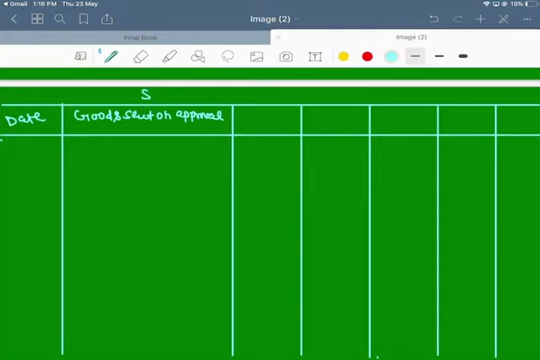 Gmail 1:16 PM Thu 23 May 15%
Image (2)
Final Book
Image (2)
S
Date Goods sent on approval